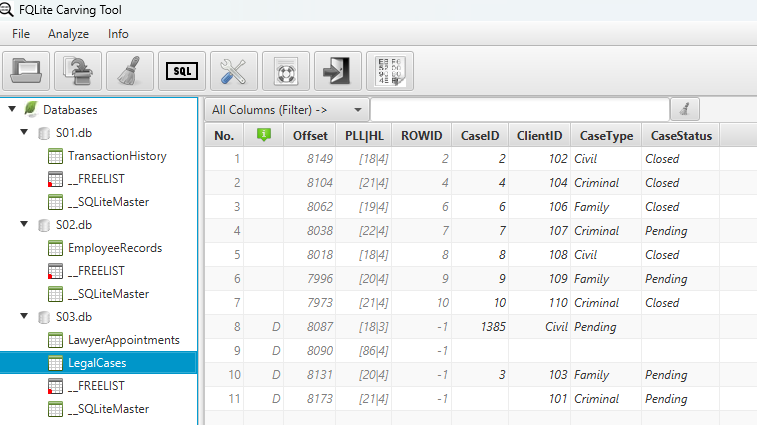 FQLite Carving Tool
File Analyze Info
SQL
Databases
S01.db
TransactionHistory
__FREELIST
__SQLiteMaster
S02.db
EmployeeRecords
__FREELIST
__SQLiteMaster
S03.db
LawyerAppointments
LegalCases
__FREELIST
__SQLiteMaster
All Columns (Filter) ->
No. Offset PLL|HL ROWID CaseID ClientID CaseType CaseStatus
1 8149 [18|4] 2 2 102 Civil Closed
2 8104 [21|4] 4 4 104 Criminal Closed
3 8062 [19|4] 6 6 106 Family Closed
4 8038 [22|4] 7 7 107 Criminal Pending
5 8018 [18|4] 8 8 108 Civil Closed
6 7996 [20|4] 9 9 109 Family Pending
7 7973 [21|4] 10 10 110 Criminal Closed
8 D 8087 [18|3] -1 1385 Civil Pending
9 D 8090 [86|4] -1
10 D 8131 [20|4] -1 3 103 Family Pending
11 D 8173 [21|4] -1 101 Criminal Pending